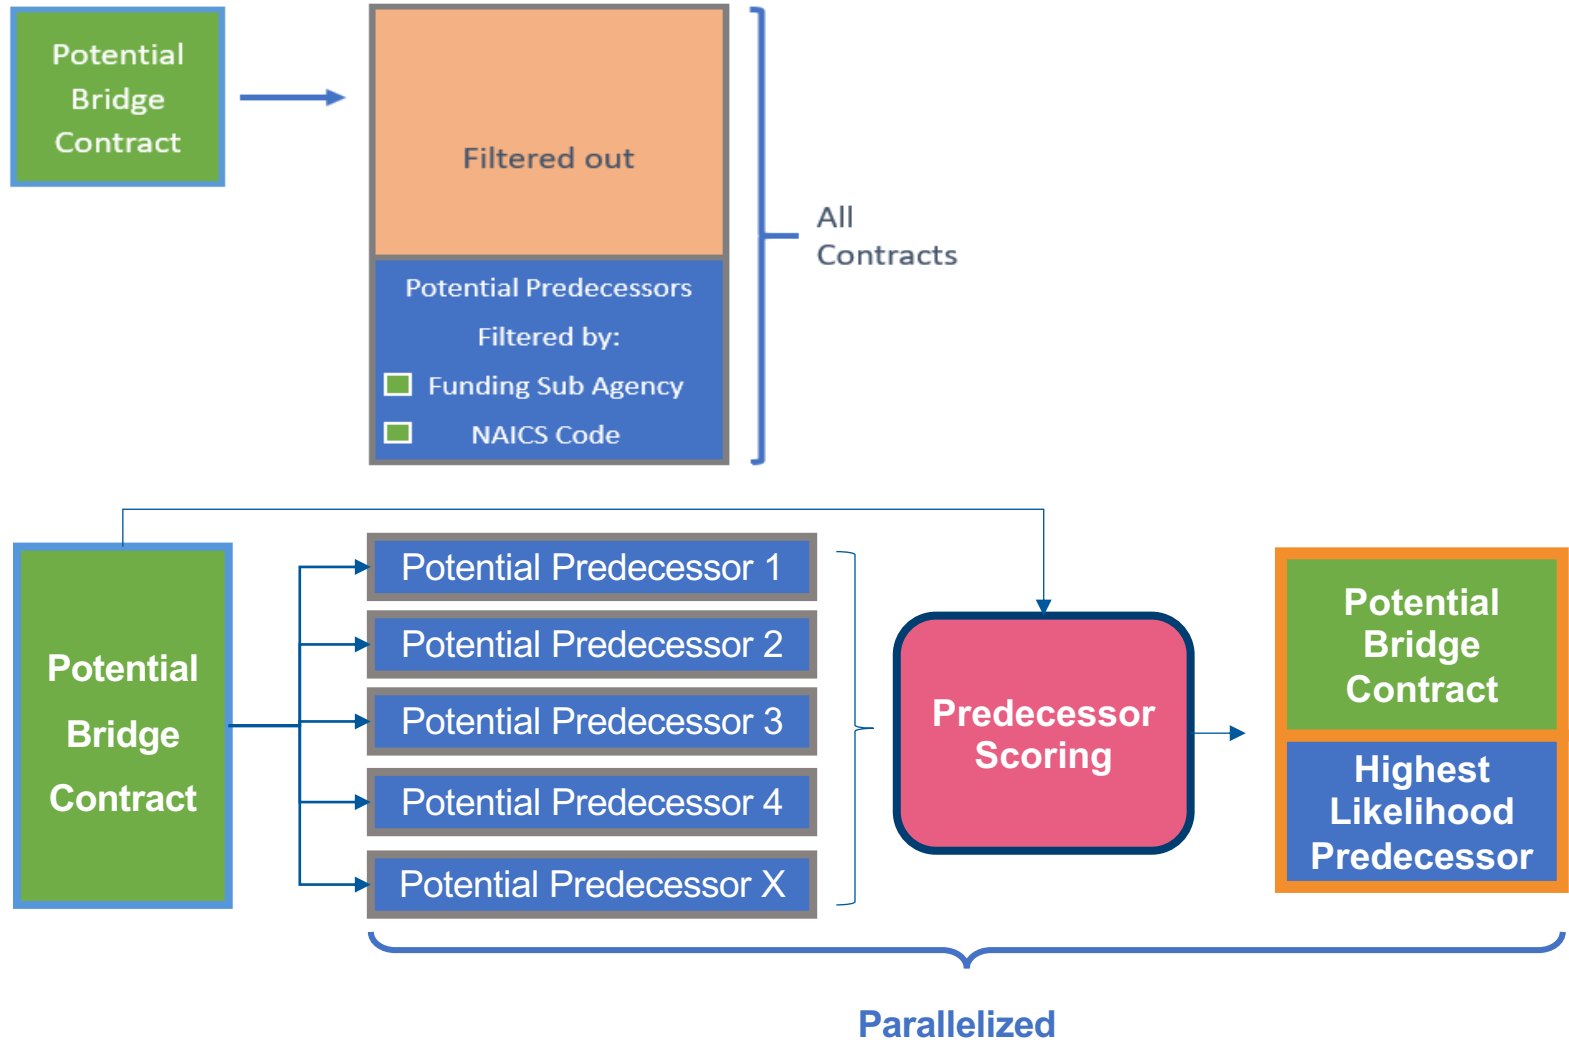 Potential
Bridge
Contract
Filtered out
Potential Predecessors
Filtered by:
Funding Sub Agency
NAICS Code
All
Contracts
Potential
Bridge
Contract
Potential Predecessor 1
Potential Predecessor 2
Potential Predecessor 3
Potential Predecessor 4
Potential Predecessor X
Predecessor
Scoring
Potential
Bridge
Contract
Highest
Likelihood
Predecessor
Parallelized